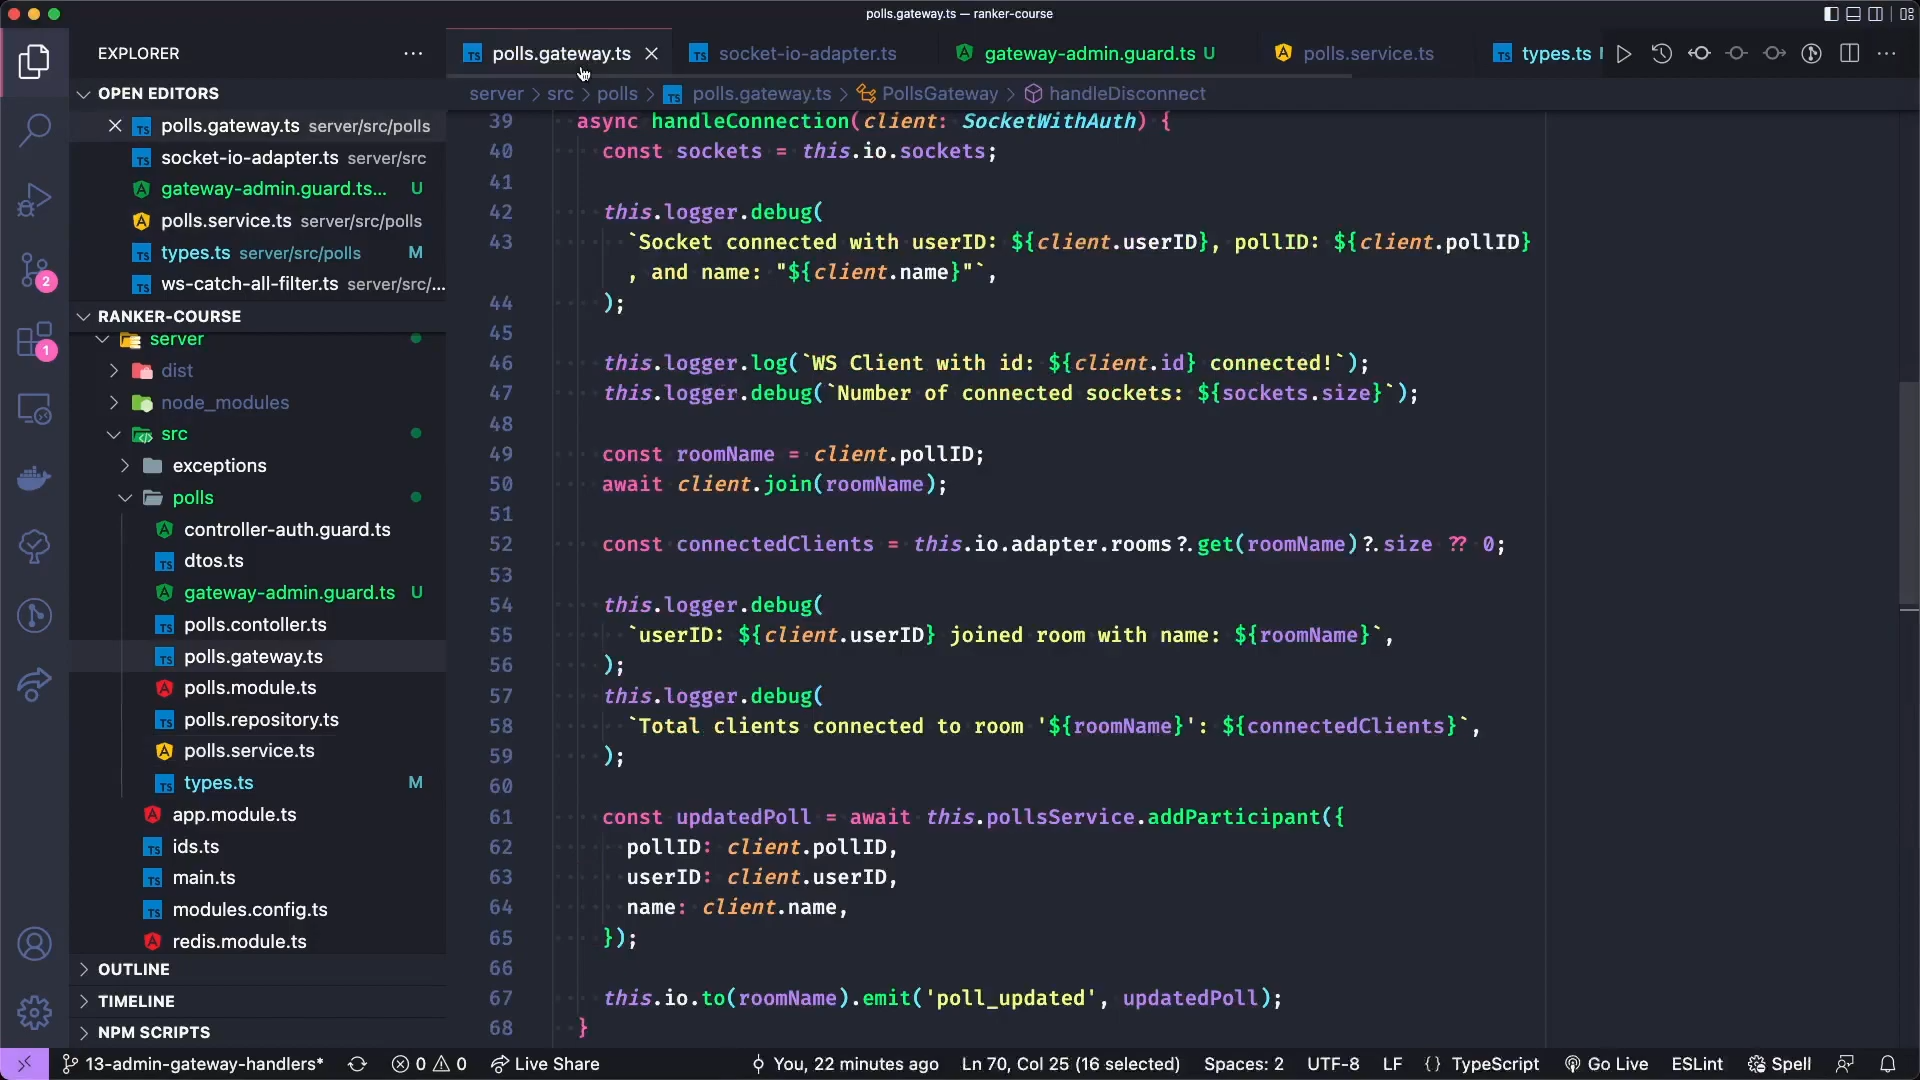 polls.gateway.ts — ranker-course
EXPLORER
OPEN EDITORS
polls.gateway.ts server/src/polls
socket-io-adapter.ts server/src
gateway-admin.guard.ts... U
polls.service.ts server/src/polls
types.ts server/src/polls M
ws-catch-all-filter.ts server/src/...
RANKER-COURSE
server
dist
node_modules
src
exceptions
polls
controller-auth.guard.ts
dtos.ts
gateway-admin.guard.ts U
polls.contoller.ts
polls.gateway.ts
polls.module.ts
polls.repository.ts
polls.service.ts
types.ts M
app.module.ts
ids.ts
main.ts
modules.config.ts
redis.module.ts
OUTLINE
TIMELINE
NPM SCRIPTS
2
1
polls.gateway.ts socket-io-adapter.ts gateway-admin.guard.ts U polls.service.ts types.ts
server > src > polls > polls.gateway.ts > PollsGateway > handleDisconnect
39 async handleConnection(client: SocketWithAuth) {
40 const sockets = this.io.sockets;
41
42 this.logger.debug(
43 `Socket connected with userID: ${client.userID}, pollID: ${client.pollID}
, and name: "${client.name}"`,
44 );
45
46 this.logger.log(`WS Client with id: ${client.id} connected!`);
47 this.logger.debug(`Number of connected sockets: ${sockets.size}`);
48
49 const roomName = client.pollID;
50 await client.join(roomName);
51
52 const connectedClients = this.io.adapter.rooms?.get(roomName)?.size ?? 0;
53
54 this.logger.debug(
55 `userID: ${client.userID} joined room with name: ${roomName}`,
56 );
57 this.logger.debug(
58 `Total clients connected to room '${roomName}': ${connectedClients}`,
59 );
60
61 const updatedPoll = await this.pollsService.addParticipant({
62 pollID: client.pollID,
63 userID: client.userID,
64 name: client.name,
65 });
66
67 this.io.to(roomName).emit('poll_updated', updatedPoll);
68 }
13-admin-gateway-handlers* 0 0 Live Share You, 22 minutes ago Ln 70, Col 25 (16 selected) Spaces: 2 UTF-8 LF {} TypeScript Go Live ESLint Spell